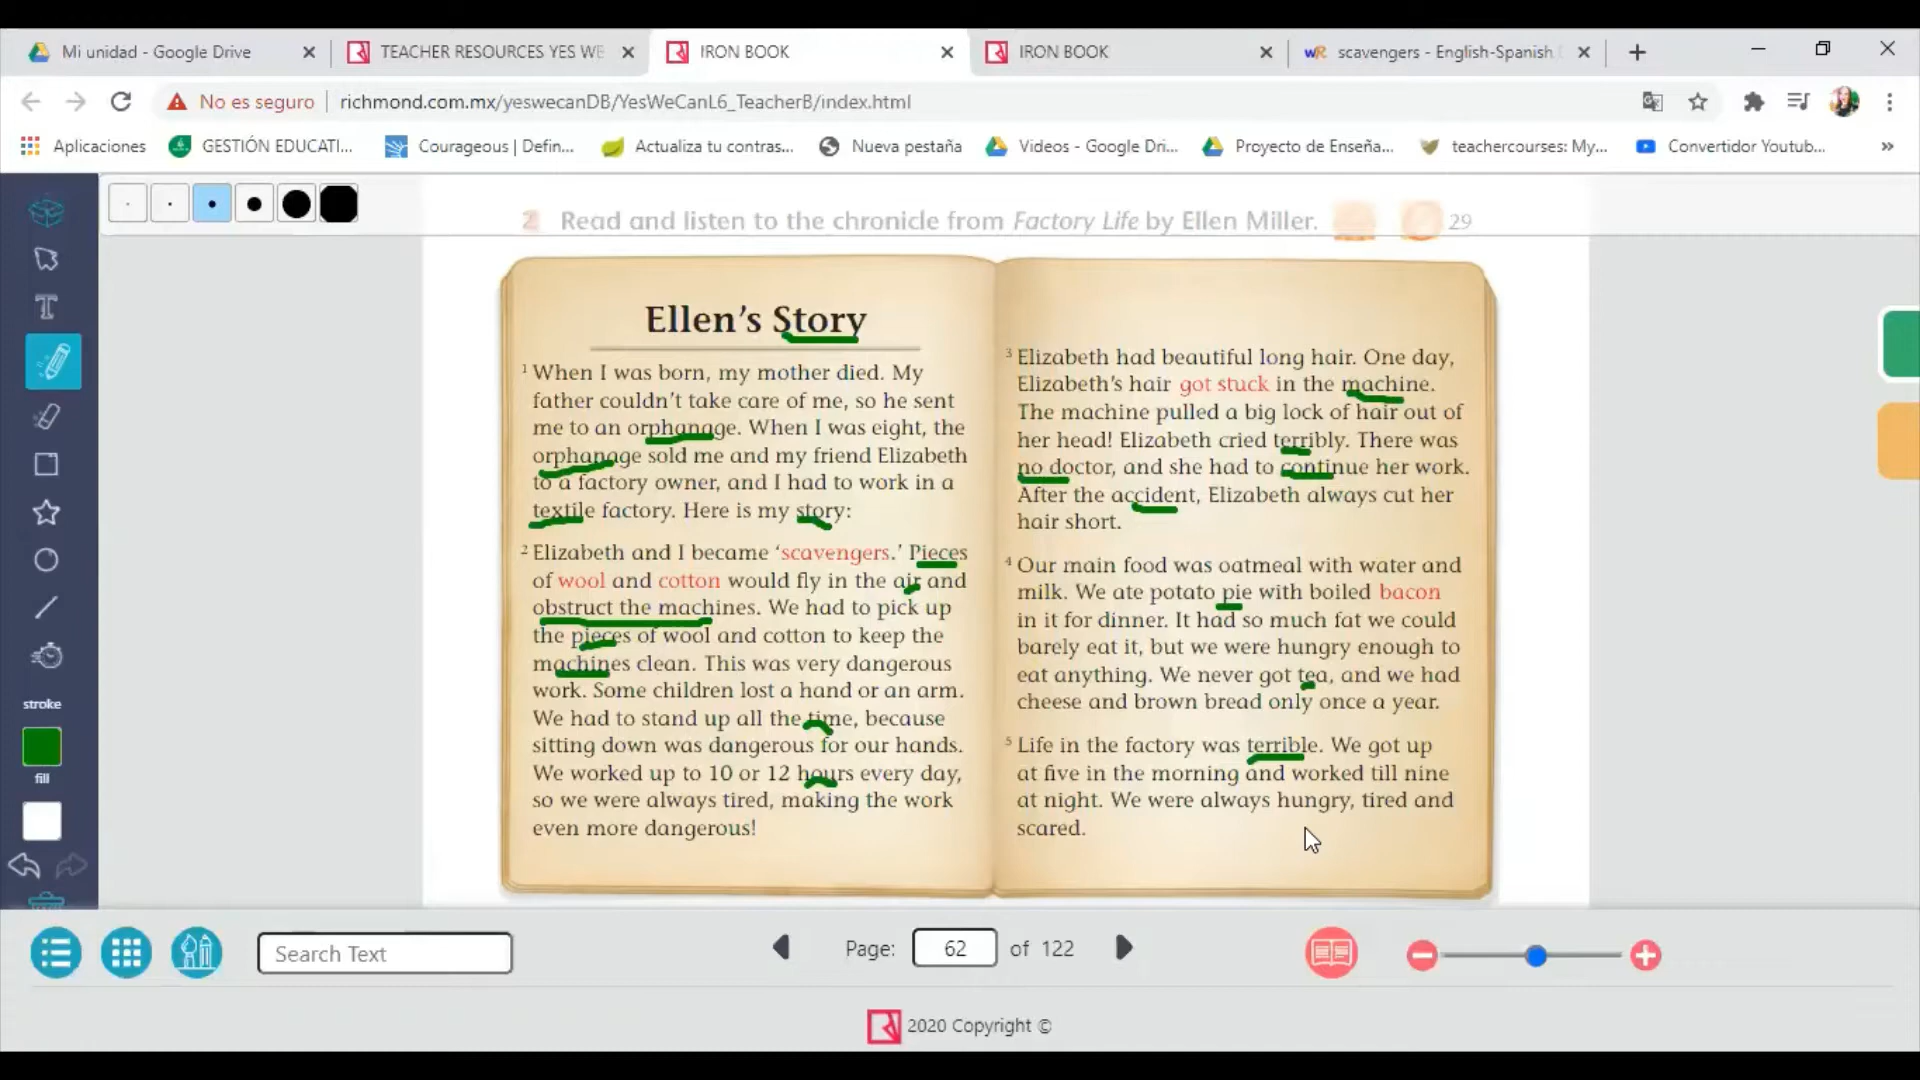 Mi unidad - Google Drive
TEACHER RESOURCES YES WE
IRON BOOK
IRON BOOK
scavengers - English-Spanish
No es seguro
richmond.com.mx/yeswecanDB/YesWeCanL6_TeacherB/index.html
Aplicaciones
GESTIÓN EDUCATI...
Courageous | Defin...
Actualiza tu contras...
Nueva pestaña
Videos - Google Dri...
Proyecto de Enseña...
teachercourses: My...
Convertidor Youtub...
»
2 Read and listen to the chronicle from Factory Life by Ellen Miller. 29
Ellen's Story
1 When I was born, my mother died. My
father couldn't take care of me, so he sent
me to an orphanage. When I was eight, the
orphanage sold me and my friend Elizabeth
to a factory owner, and I had to work in a
textile factory. Here is my story:
2 Elizabeth and I became 'scavengers.' Pieces
of wool and cotton would fly in the air and
obstruct the machines. We had to pick up
the pieces of wool and cotton to keep the
machines clean. This was very dangerous
work. Some children lost a hand or an arm.
We had to stand up all the time, because
sitting down was dangerous for our hands.
We worked up to 10 or 12 hours every day,
so we were always tired, making the work
even more dangerous!
3 Elizabeth had beautiful long hair. One day,
Elizabeth's hair got stuck in the machine.
The machine pulled a big lock of hair out of
her head! Elizabeth cried terribly. There was
no doctor, and she had to continue her work.
After the accident, Elizabeth always cut her
hair short.
4 Our main food was oatmeal with water and
milk. We ate potato pie with boiled bacon
in it for dinner. It had so much fat we could
barely eat it, but we were hungry enough to
eat anything. We never got tea, and we had
cheese and brown bread only once a year.
5 Life in the factory was terrible. We got up
at five in the morning and worked till nine
at night. We were always hungry, tired and
scared.
stroke
fill
Search Text
Page: 62 of 122
2020 Copyright ©